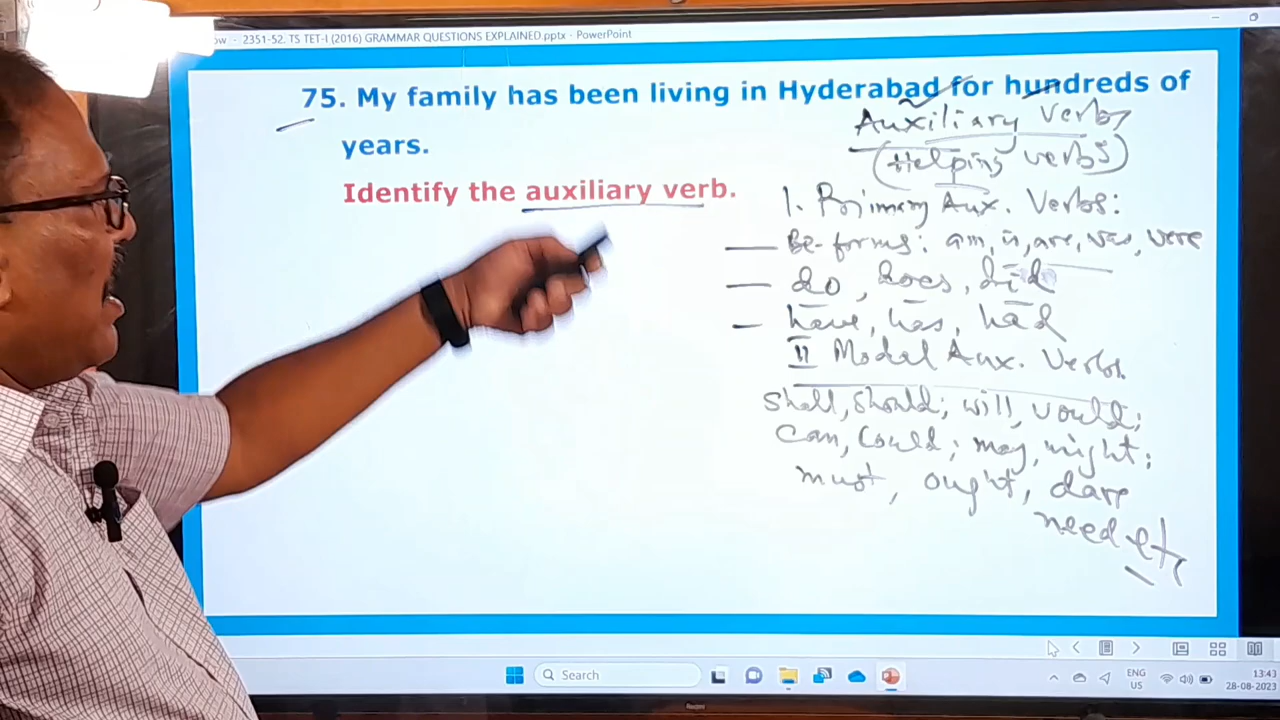 ow - 2351-52. TS TET-I (2016) GRAMMAR QUESTIONS EXPLAINED.pptx - PowerPoint
75. My family has been living in Hyderabad for hundreds of
years.
Identify the auxiliary verb.
Auxiliary Verbs
(Helping verbs)
1. Primary Aux. Verbs:
Be-forms: am, is, are, was, were
do, does, did
have, has, had
II Modal Aux. Verbs.
Shall, should; will, would;
Can, Could; may, might;
must, ought, dare
need etc
Search
ENG
US
13:43
28-08-2023